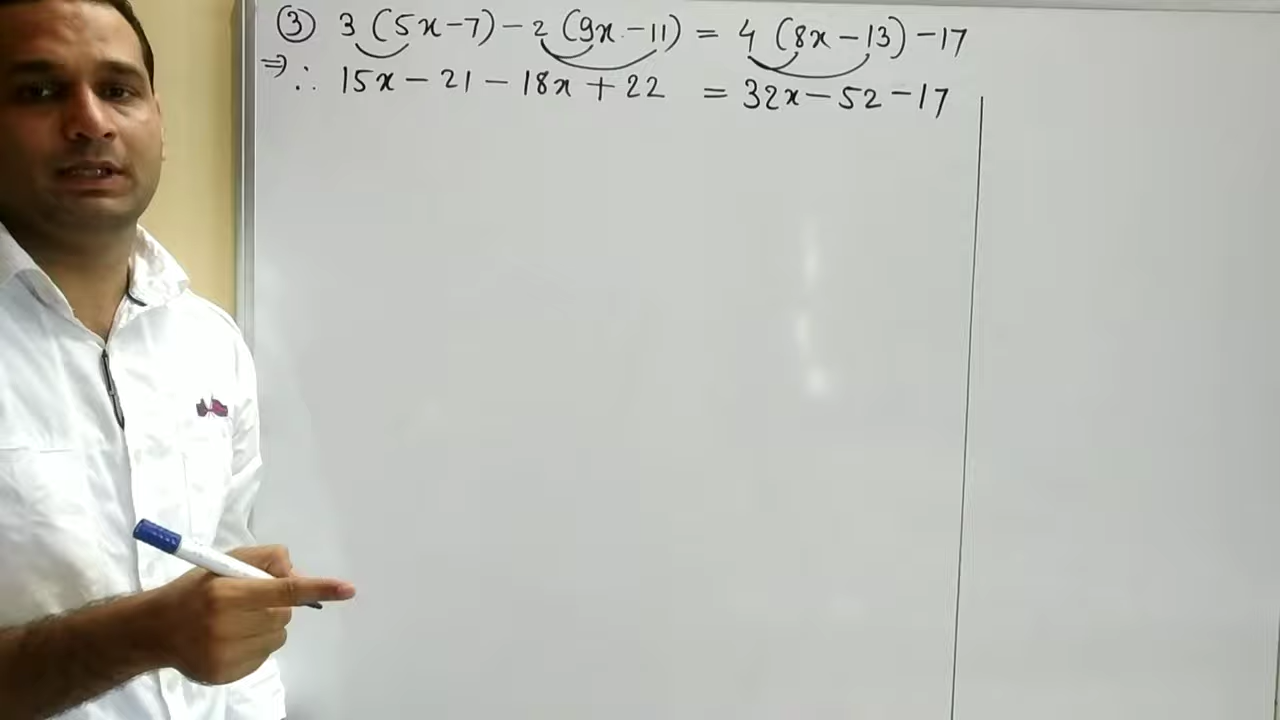 ③ 3 (5x-7) - 2 (9x-11) = 4 (8x-13) -17
⇒ ∴ 15x - 21 - 18x + 22 = 32x - 52 - 17